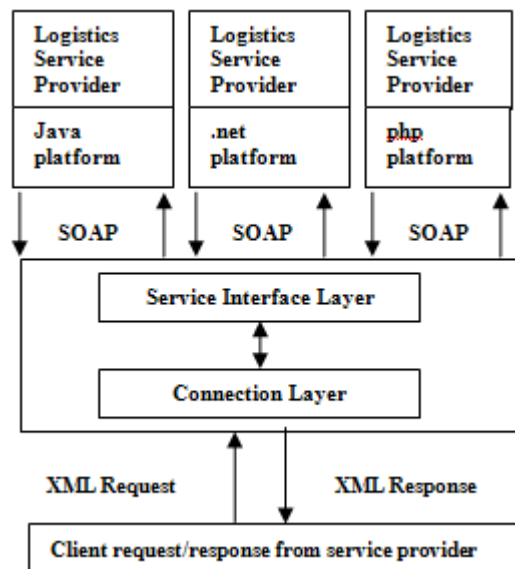 Logistics
Service
Provider
Java
platform
Logistics
Service
Provider
.net
platform
Logistics
Service
Provider
php
platform
SOAP
SOAP
SOAP
Service Interface Layer
Connection Layer
XML Request
XML Response
Client request/response from service provider